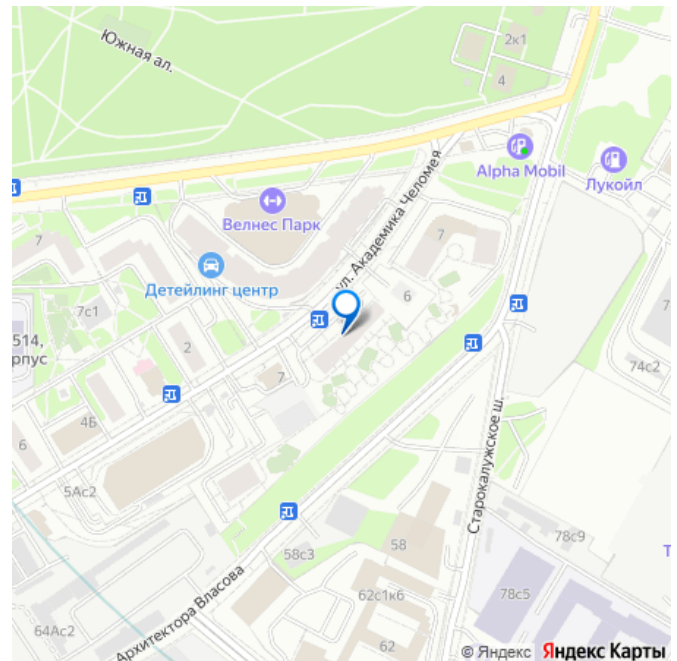 Южная ал.
2к1
4
Alpha Mobil
Лукойл
ул. Академика Челомея
Велнес Парк
7
7
Детейлинг центр
6
7с1
514,
рпус
2
7
74с2
4Б
6
5Ас2
Старокалужское ш.
58с3
58
78с9
Т
62с1к6
78с5
64Ас2
Архитектора Власова
62
© Яндекс Яндекс Карты